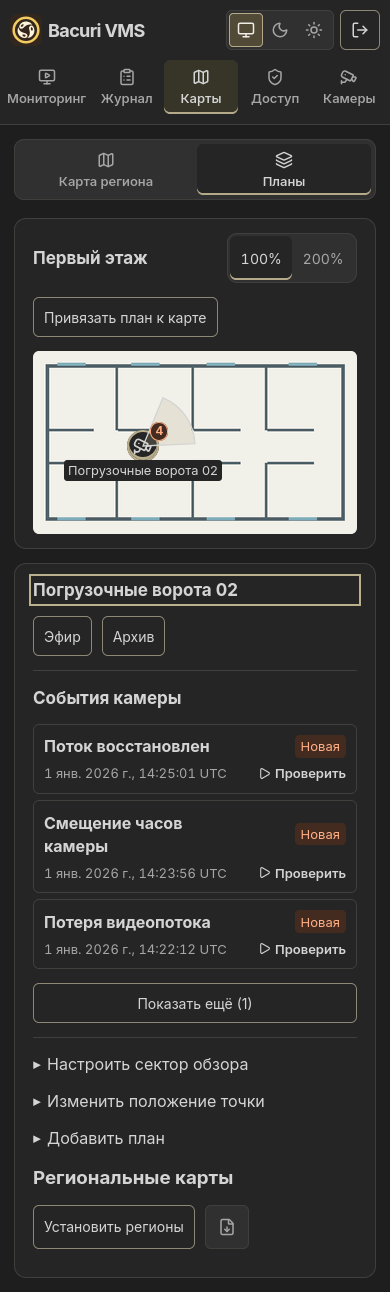 Bacuri VMS
Мониторинг
Журнал
Карты
Доступ
Камеры
Карта региона
Планы
Первый этаж
100%
200%
Привязать план к карте
4
Погрузочные ворота 02
Погрузочные ворота 02
Эфир
Архив
События камеры
Поток восстановлен
Новая
1 янв. 2026 г., 14:25:01 UTC
Проверить
Смещение часов
камеры
Новая
1 янв. 2026 г., 14:23:56 UTC
Проверить
Потеря видеопотока
Новая
1 янв. 2026 г., 14:22:12 UTC
Проверить
Показать ещё (1)
Настроить сектор обзора
Изменить положение точки
Добавить план
Региональные карты
Установить регионы